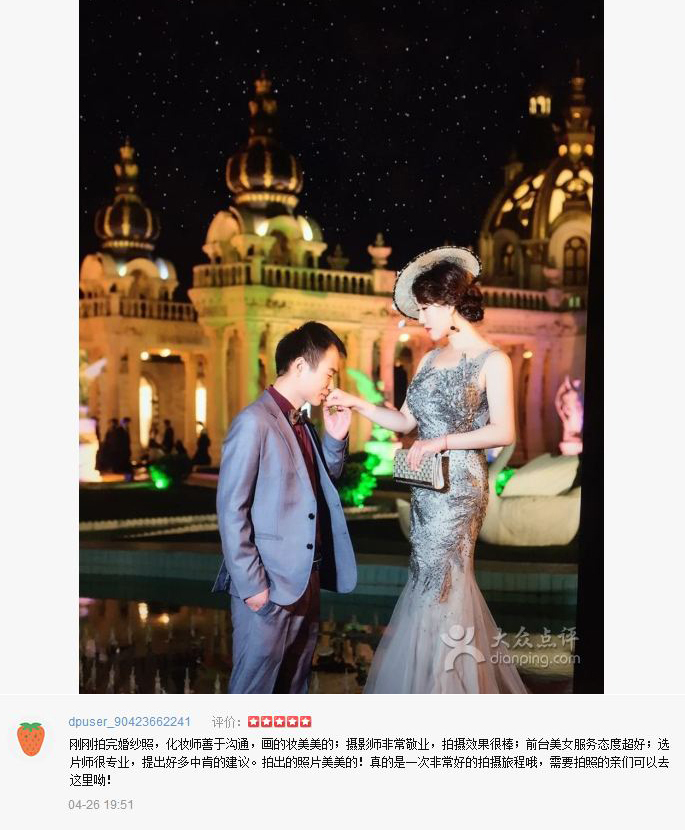 大众点评
dianping.com
dpuser_90423662241 评价：
刚刚拍完婚纱照，化妆师善于沟通，画的妆美美的；摄影师非常敬业，拍摄效果很棒；前台美女服务态度超好；选
片师很专业，提出好多中肯的建议。拍出的照片美美的！真的是一次非常好的拍摄旅程哦，需要拍照的亲们可以去
这里呦！
04-26 19:51